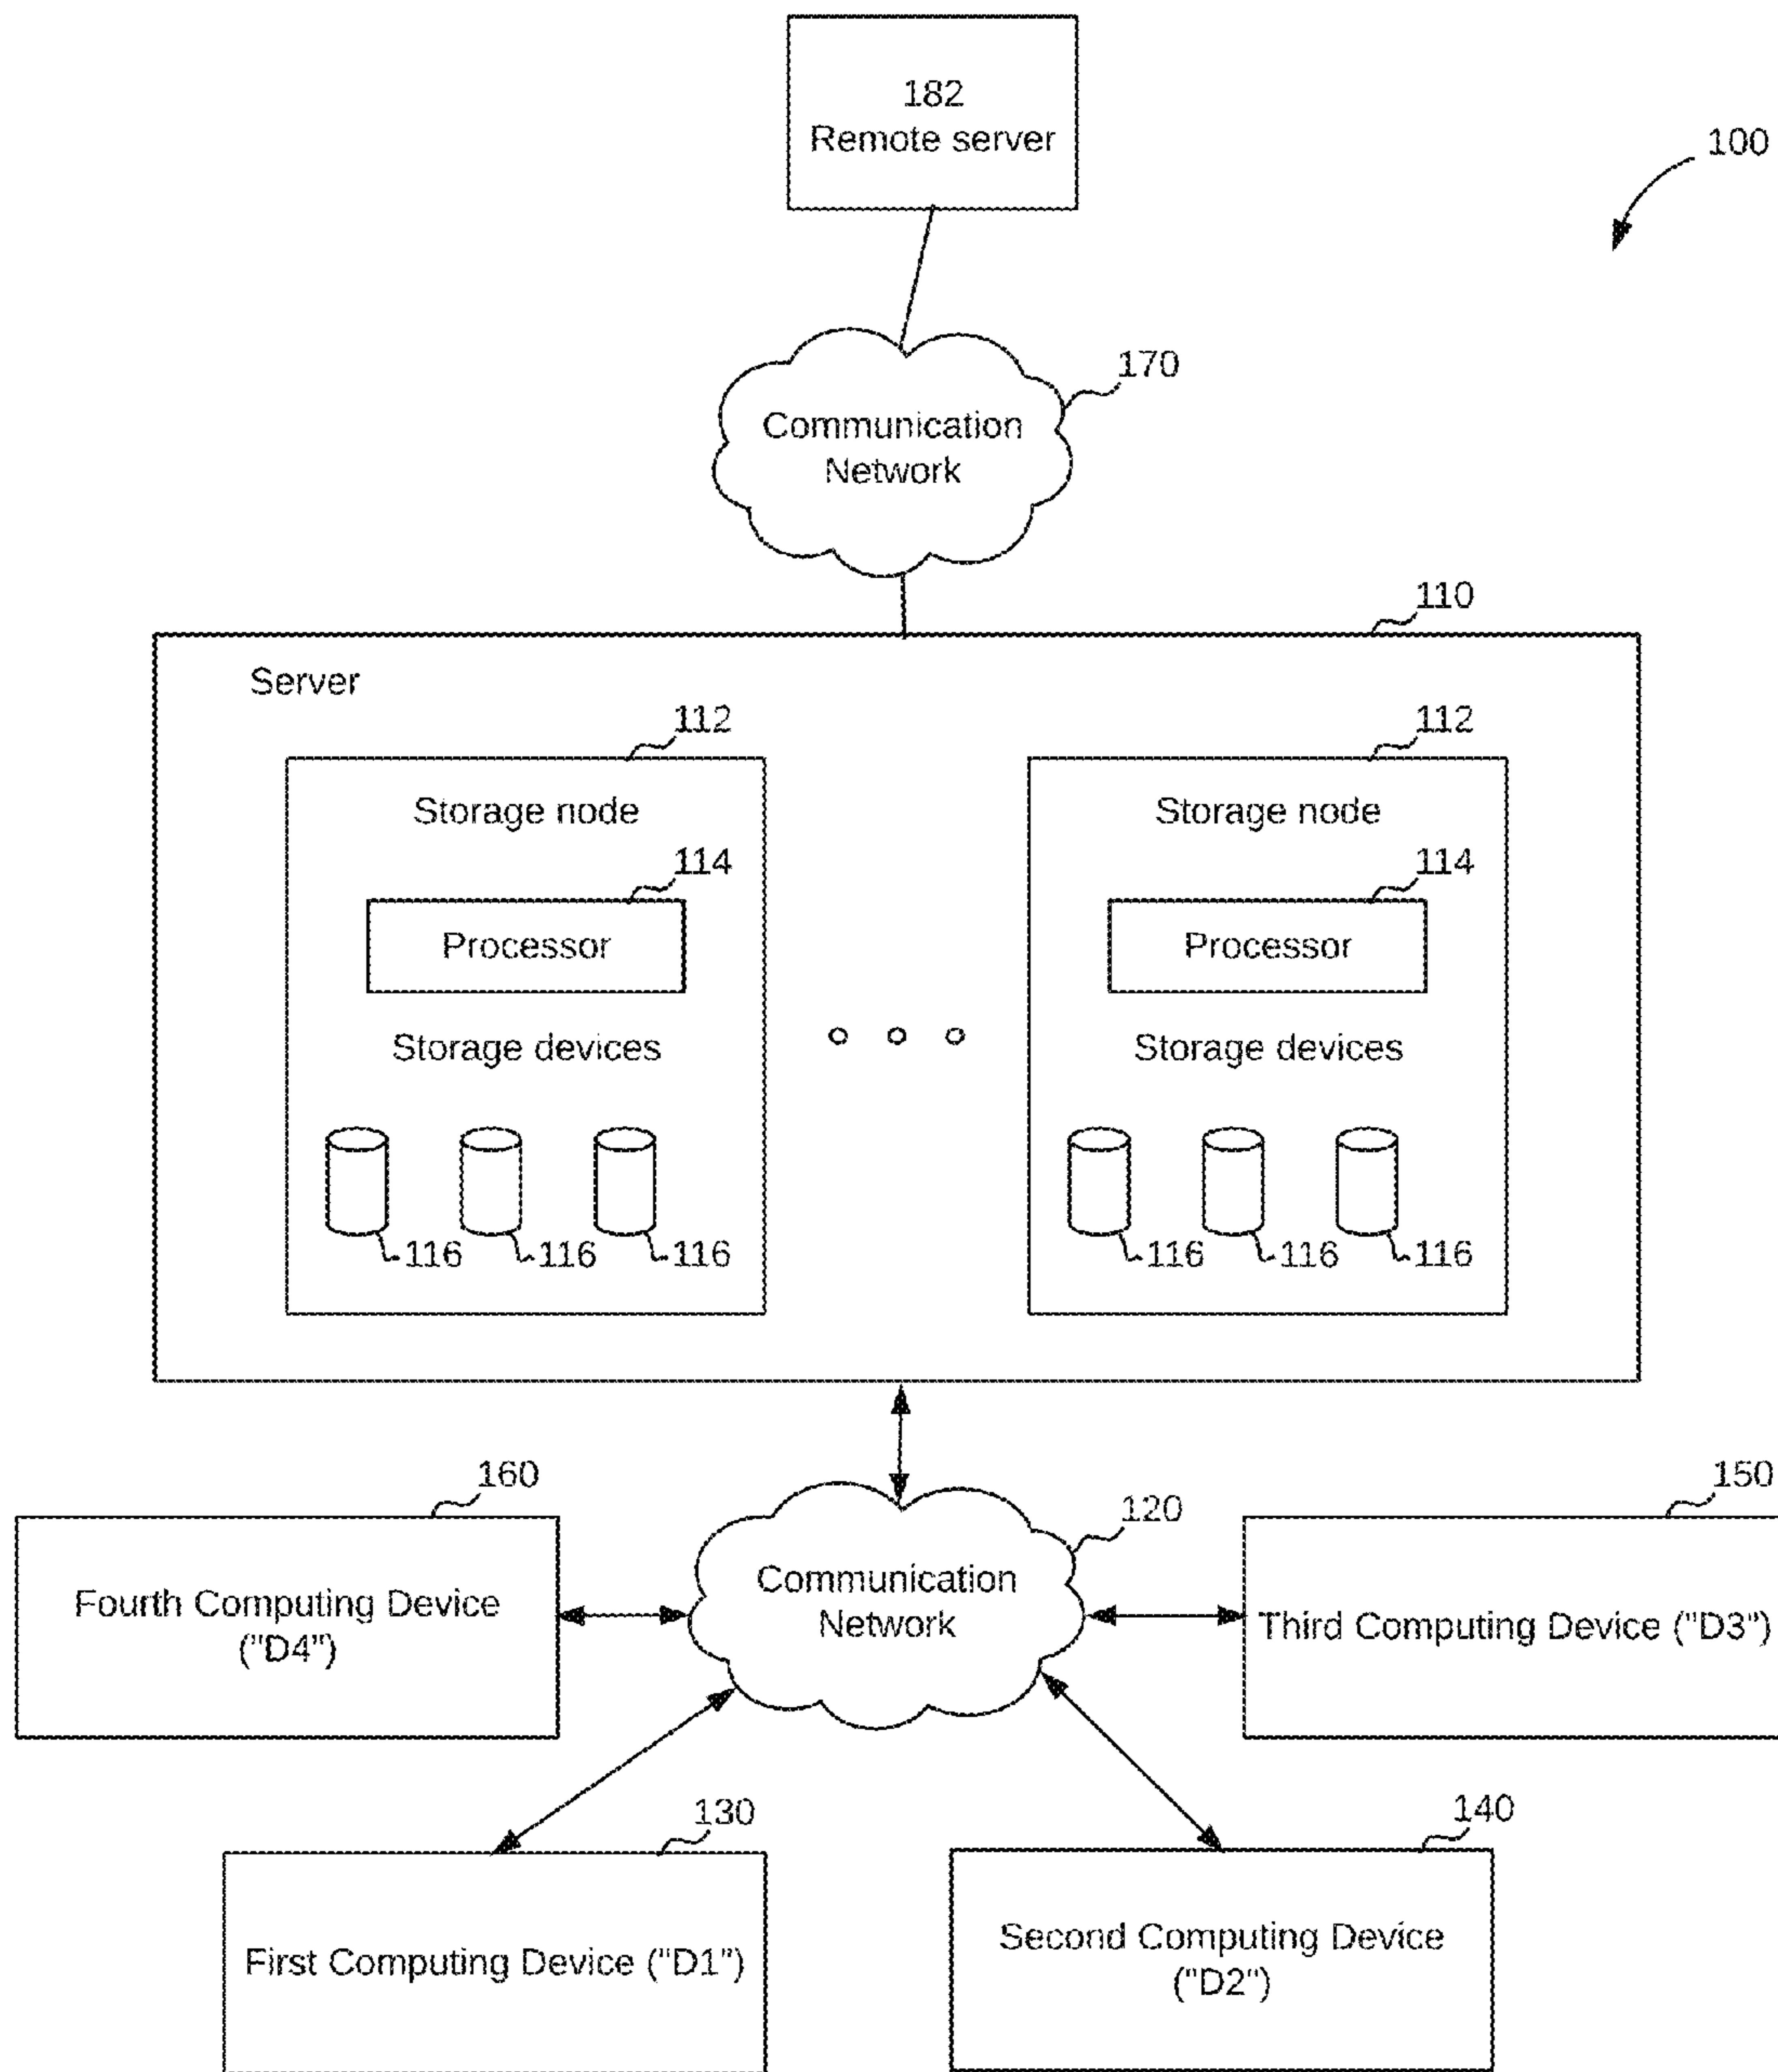 182
Remote server
100
170
Communication
Network
110
Server
112
112
Storage node
Storage node
114
114
Processor
Processor
Storage devices
Storage devices
116
116
116
116
116
116
160
150
120
Communication
Network
Fourth Computing Device
("D4")
Third Computing Device ("D3")
130
140
First Computing Device ("D1")
Second Computing Device
("D2")